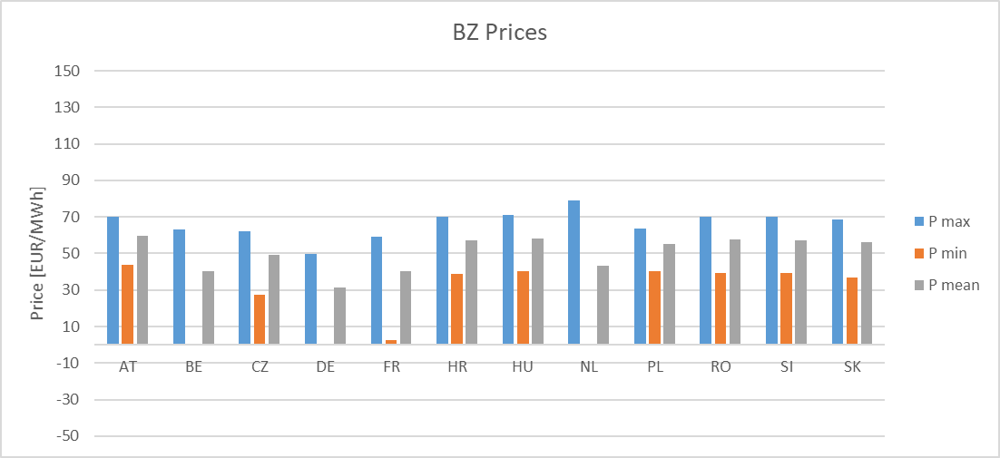 BZ Prices
Price [EUR/MWh]
150
130
110
90
70
50
30
10
-10
-30
-50
AT BE CZ DE FR HR HU NL PL RO SI SK
P max
P min
P mean